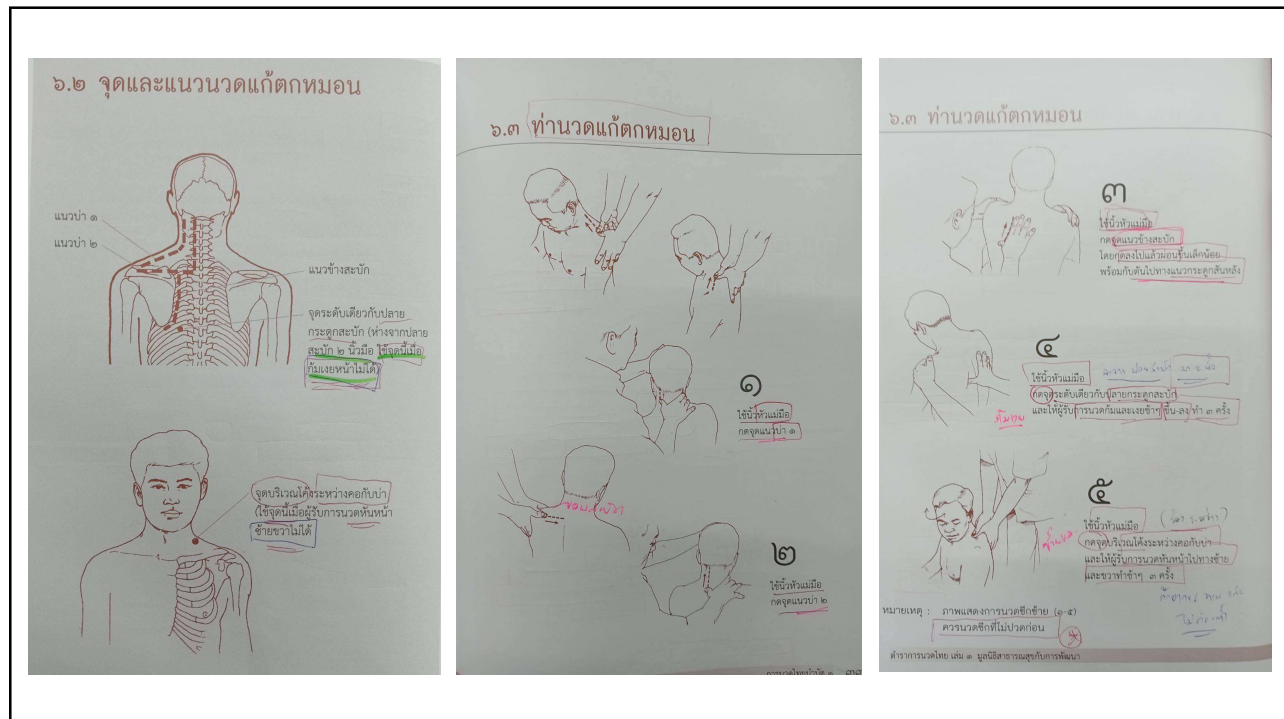 ๖.๒ จุดและแนวนวดแก้ตกหมอน
แนวบ่า ๑
แนวบ่า ๒
แนวข้างสะบัก
จุดระดับเดียวกับปลาย
กระดูกสะบัก (ห่างจากปลาย
สะบัก ๒ นิ้วมือ ใช้จุดนี้เมื่อ
ก้มเงยหน้าไม่ได้)
จุดบริเวณโค้งระหว่างคอกับบ่า
(ใช้จุดนี้เมื่อผู้รับการนวดหันหน้า
ซ้ายขวาไม่ได้
๖.๓ ท่านวดแก้ตกหมอน
๑
ใช้นิ้วหัวแม่มือ
กดจุดแนวบ่า ๑
๒
ใช้นิ้วหัวแม่มือ
กดจุดแนวบ่า ๒
๖.๓ ท่านวดแก้ตกหมอน
๓
ใช้นิ้วหัวแม่มือ
กดจุดแนวข้างสะบัก
โดยกดลงไปแล้วผ่อนขึ้นเล็กน้อย
พร้อมกับดันไปทางแนวกระดูกสันหลัง
๔
ใช้นิ้วหัวแม่มือ
กดจุดระดับเดียวกับปลายกระดูกสะบัก
และให้ผู้รับการนวดก้มและเงยช้าๆ ขึ้น-ลง ทำ ๓ ครั้ง
ก้มเงย
๕
ใช้นิ้วหัวแม่มือ
กดจุดบริเวณโค้งระหว่างคอกับบ่า
และให้ผู้รับการนวดหันหน้าไปทางซ้าย
และขวาทำช้าๆ ๓ ครั้ง
หมายเหตุ : ภาพแสดงการนวดซีกซ้าย (๑-๕)
ควรนวดซีกที่ไม่ปวดก่อน
ตำราการนวดไทย เล่ม ๑ มูลนิธิสาธารณสุขกับการพัฒนา